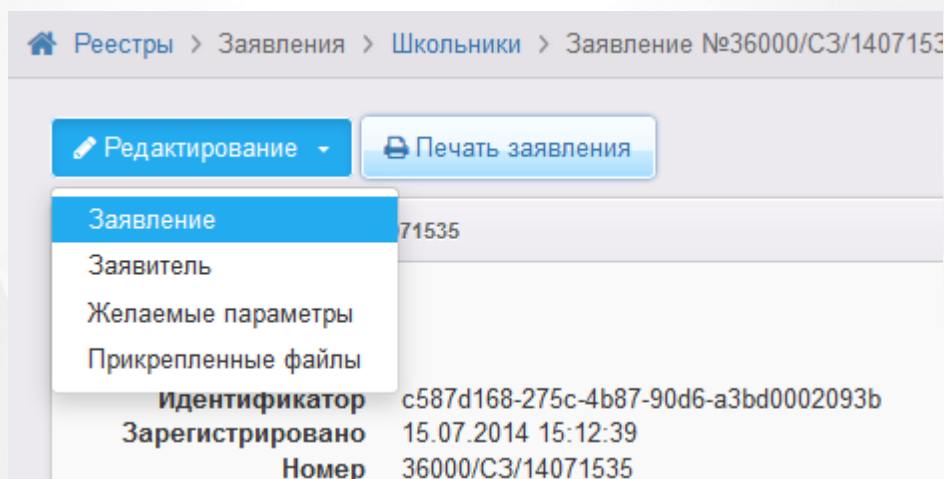 Реестры > Заявления > Школьники > Заявление №36000/СЗ/1407153
Редактирование
Печать заявления
Заявление
71535
Заявитель
Желаемые параметры
Прикрепленные файлы
Идентификатор c587d168-275c-4b87-90d6-a3bd0002093b
Зарегистрировано 15.07.2014 15:12:39
Номер 36000/СЗ/14071535